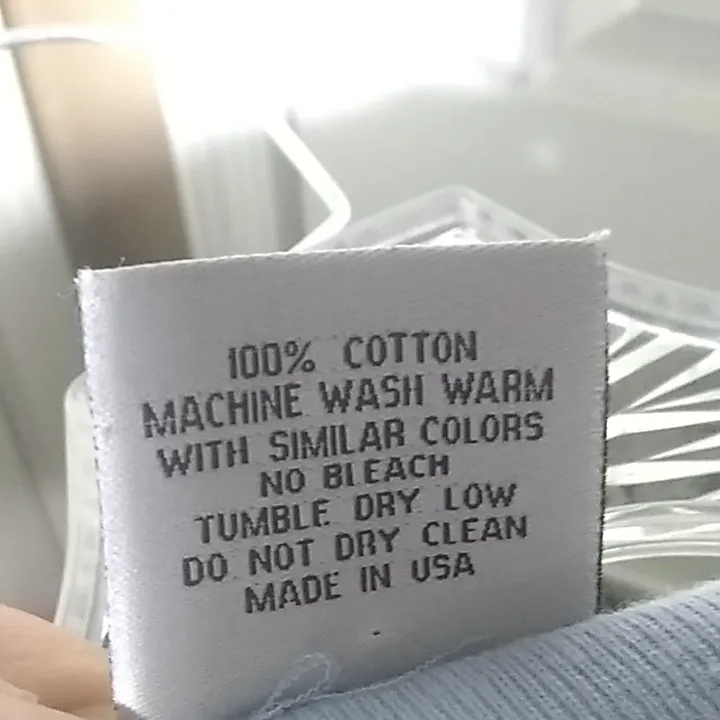 100% COTTON
MACHINE WASH WARM
WITH SIMILAR COLORS
NO BLEACH
TUMBLE DRY LOW
DO NOT DRY CLEAN
MADE IN USA